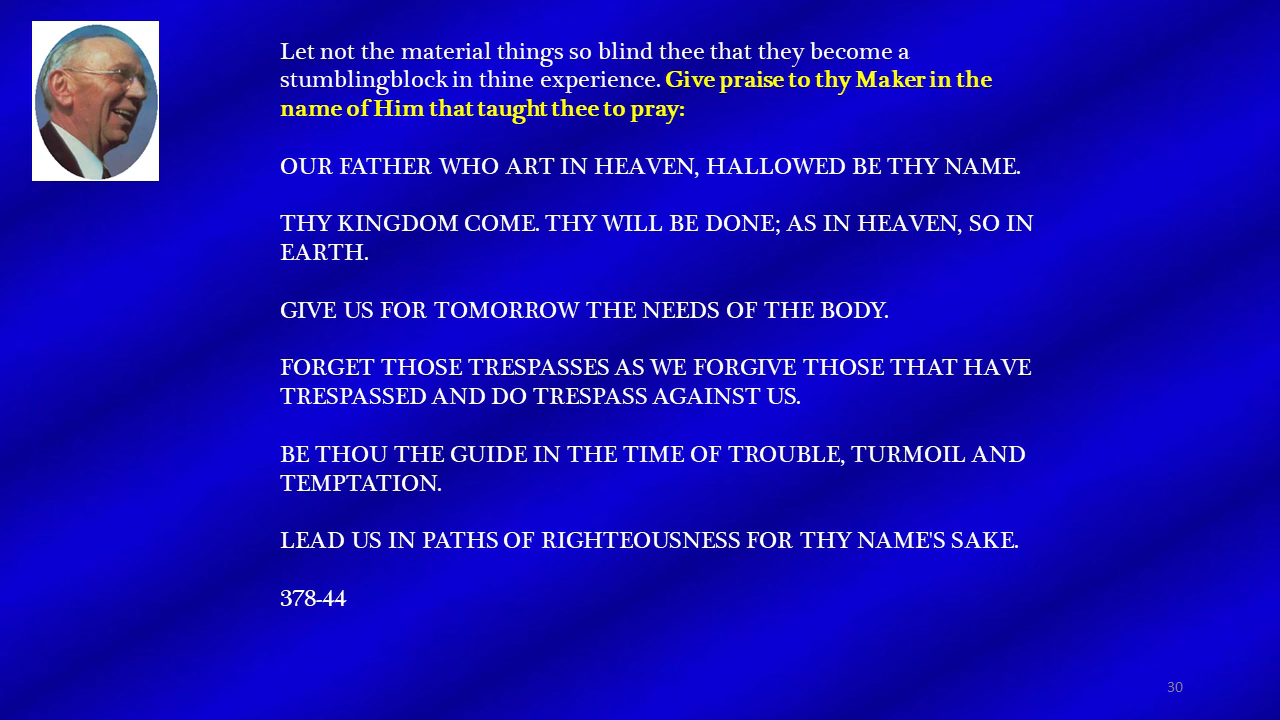 Let not the material things so blind thee that they become a
stumblingblock in thine experience. Give praise to thy Maker in the
name of Him that taught thee to pray:
OUR FATHER WHO ART IN HEAVEN, HALLOWED BE THY NAME.
THY KINGDOM COME. THY WILL BE DONE; AS IN HEAVEN, SO IN
EARTH.
GIVE US FOR TOMORROW THE NEEDS OF THE BODY.
FORGET THOSE TRESPASSES AS WE FORGIVE THOSE THAT HAVE
TRESPASSED AND DO TRESPASS AGAINST US.
BE THOU THE GUIDE IN THE TIME OF TROUBLE, TURMOIL AND
TEMPTATION.
LEAD US IN PATHS OF RIGHTEOUSNESS FOR THY NAME'S SAKE.
378-44
30